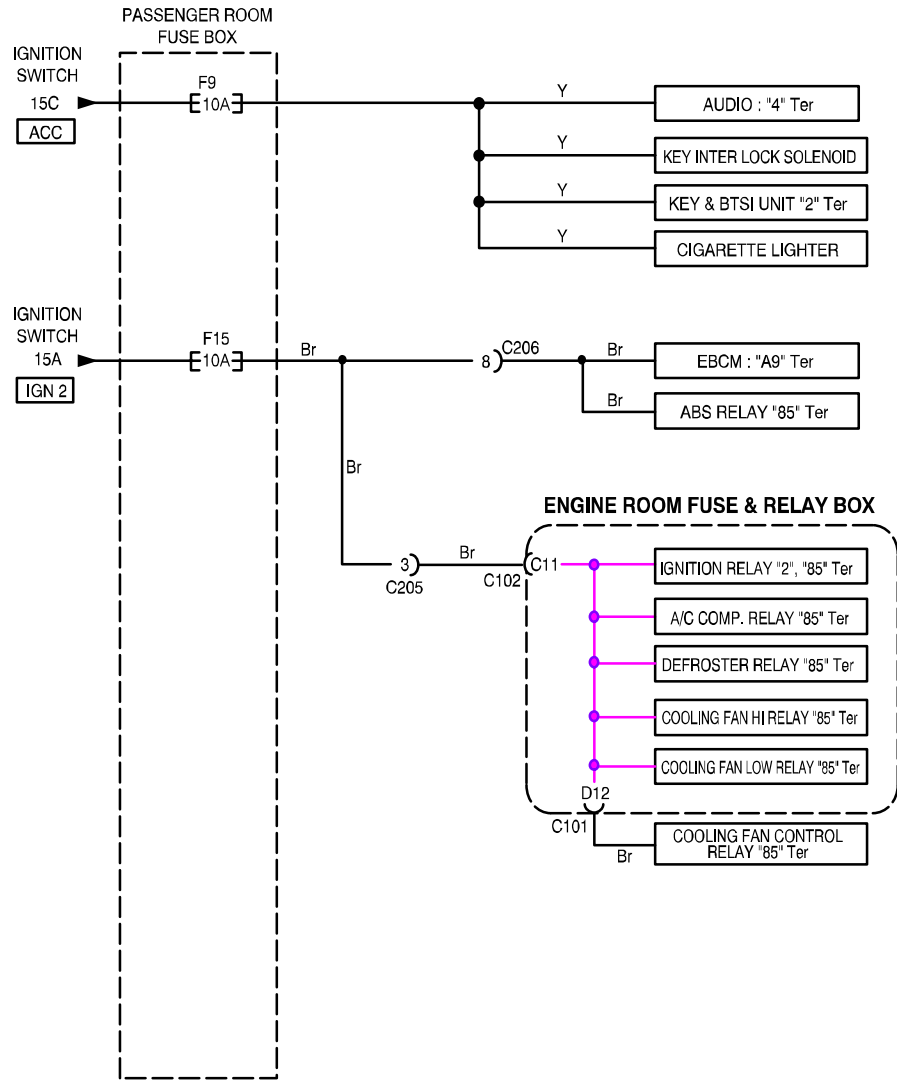 PASSENGER ROOM
FUSE BOX
IGNITION
SWITCH
15C
ACC
F9
10A
Y
AUDIO : "4" Ter
Y
KEY INTER LOCK SOLENOID
Y
KEY & BTSI UNIT "2" Ter
Y
CIGARETTE LIGHTER
IGNITION
SWITCH
15A
IGN 2
F15
10A
Br
8
C206
Br
EBCM : "A9" Ter
Br
ABS RELAY "85" Ter
Br
ENGINE ROOM FUSE & RELAY BOX
3
C205
Br
C102
C11
IGNITION RELAY "2", "85" Ter
A/C COMP. RELAY "85" Ter
DEFROSTER RELAY "85" Ter
COOLING FAN HI RELAY "85" Ter
COOLING FAN LOW RELAY "85" Ter
D12
C101
Br
COOLING FAN CONTROL
RELAY "85" Ter